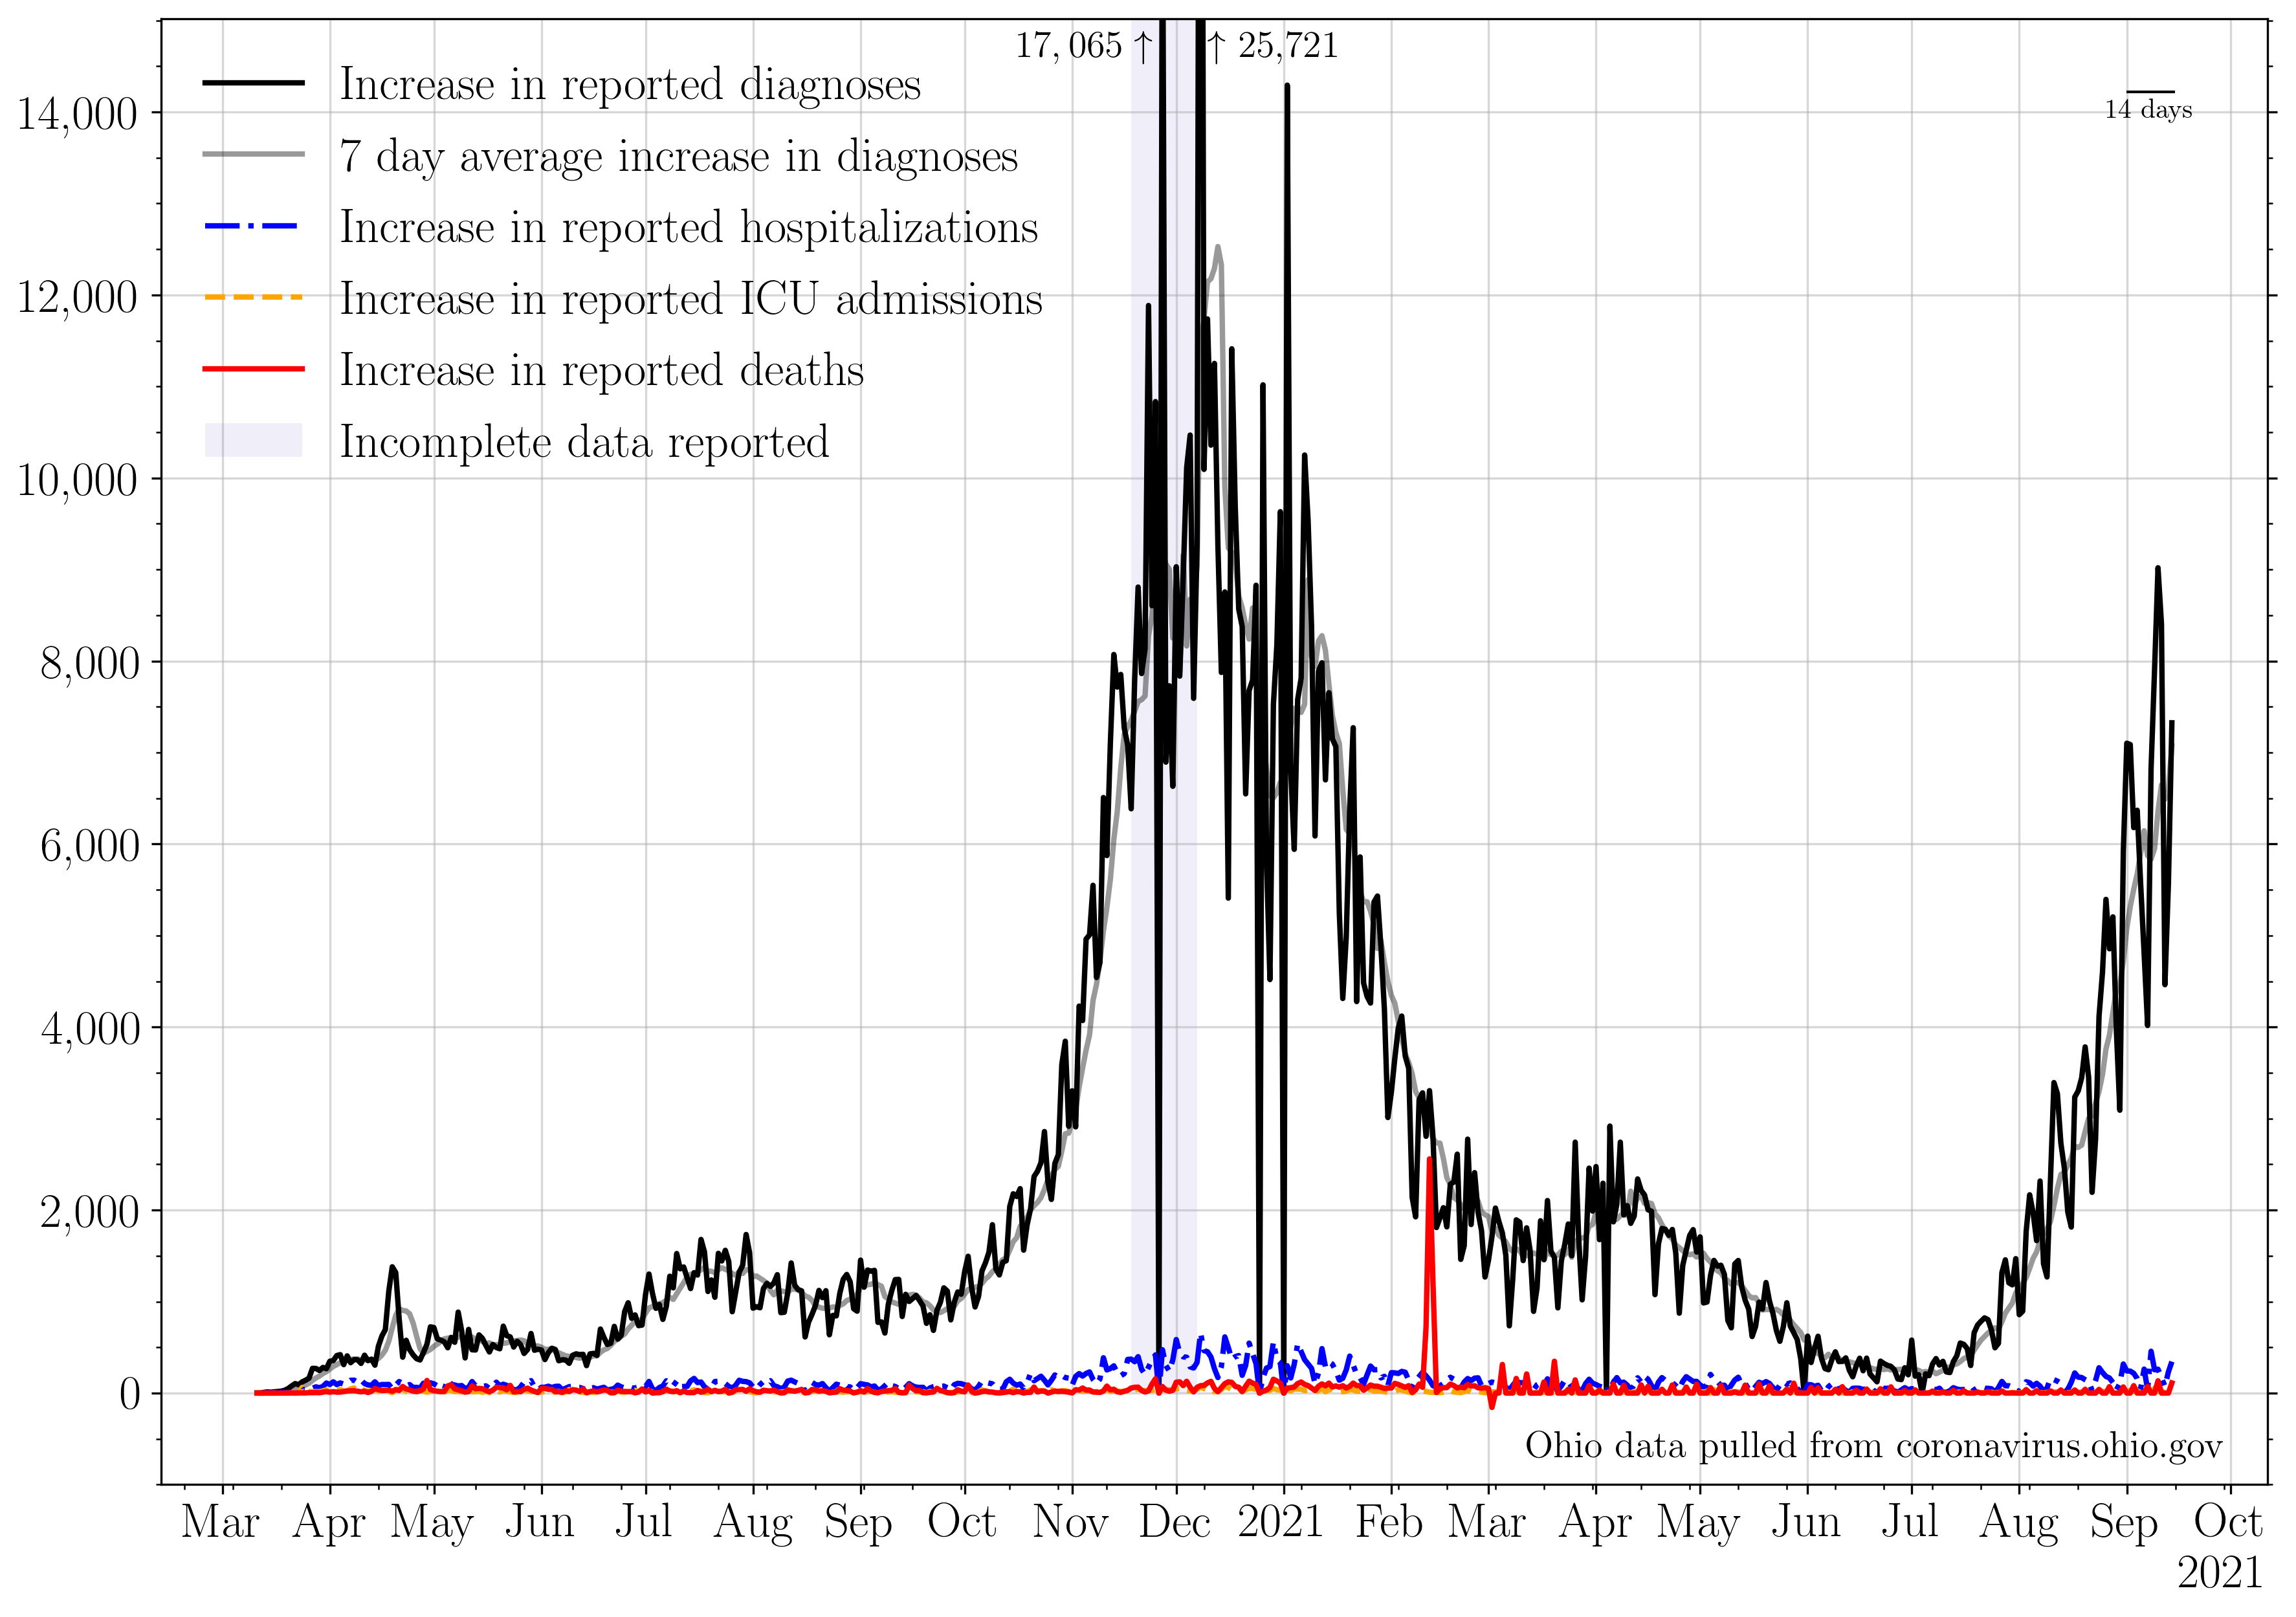 17,065 ↑ ↑ 25,721
Increase in reported diagnoses
7 day average increase in diagnoses
Increase in reported hospitalizations
Increase in reported ICU admissions
Increase in reported deaths
Incomplete data reported
14 days
14,000
12,000
10,000
8,000
6,000
4,000
2,000
0
Ohio data pulled from coronavirus.ohio.gov
Mar Apr May Jun Jul Aug Sep Oct Nov Dec 2021 Feb Mar Apr May Jun Jul Aug Sep Oct
2021